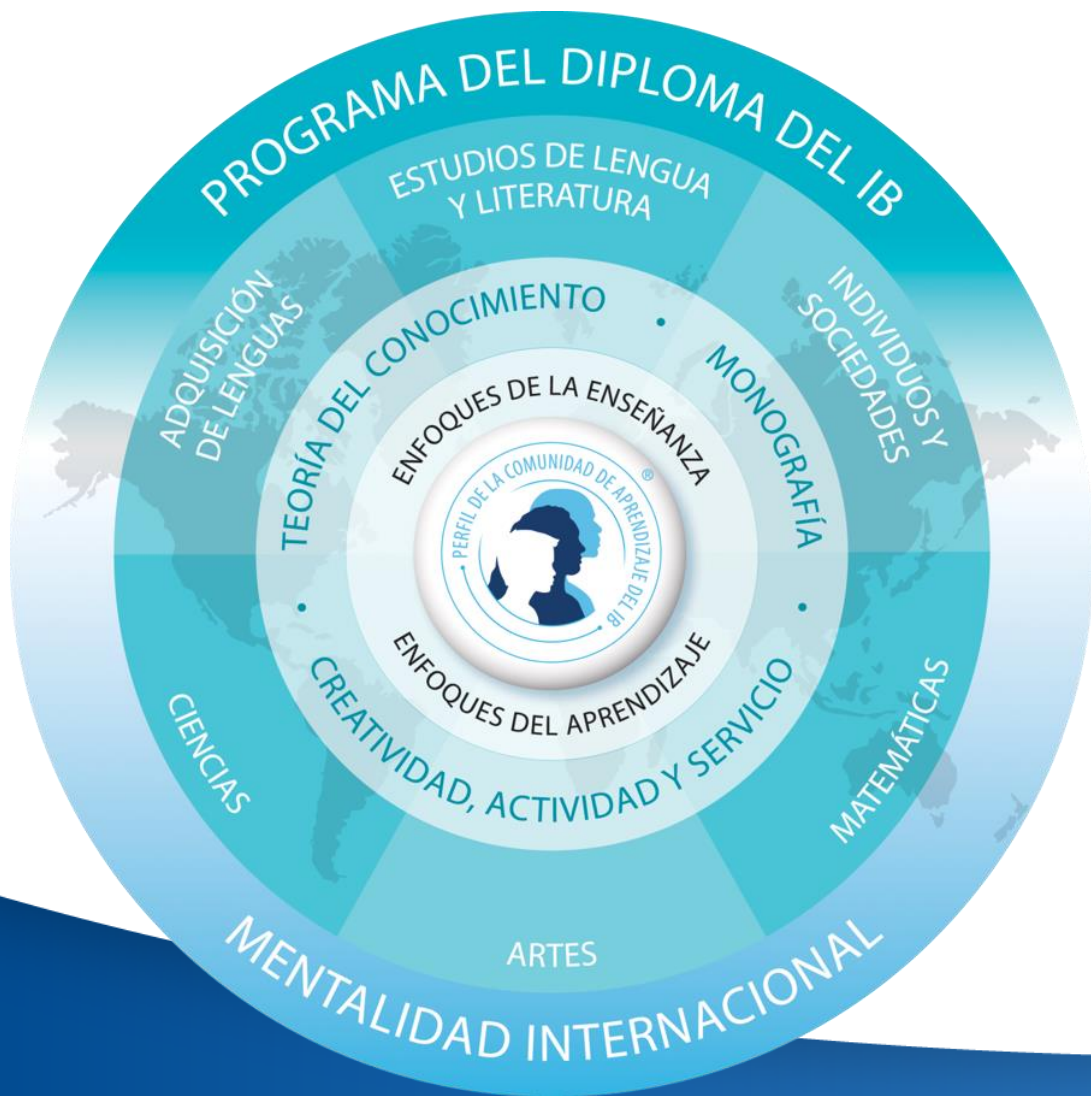 PROGRAMA DEL DIPLOMA DEL IB
ESTUDIOS DE LENGUA
Y LITERATURA
ADQUISICIÓN
DE LENGUAS
INDIVIDUOS Y
SOCIEDADES
TEORÍA DEL CONOCIMIENTO
•
MONOGRAFÍA
•
ENFOQUES DE LA ENSEÑANZA
• PERFIL DE LA COMUNIDAD DE APRENDIZAJE DEL IB •
®
ENFOQUES DEL APRENDIZAJE
•
CREATIVIDAD, ACTIVIDAD Y SERVICIO
CIENCIAS
MATEMÁTICAS
ARTES
MENTALIDAD INTERNACIONAL